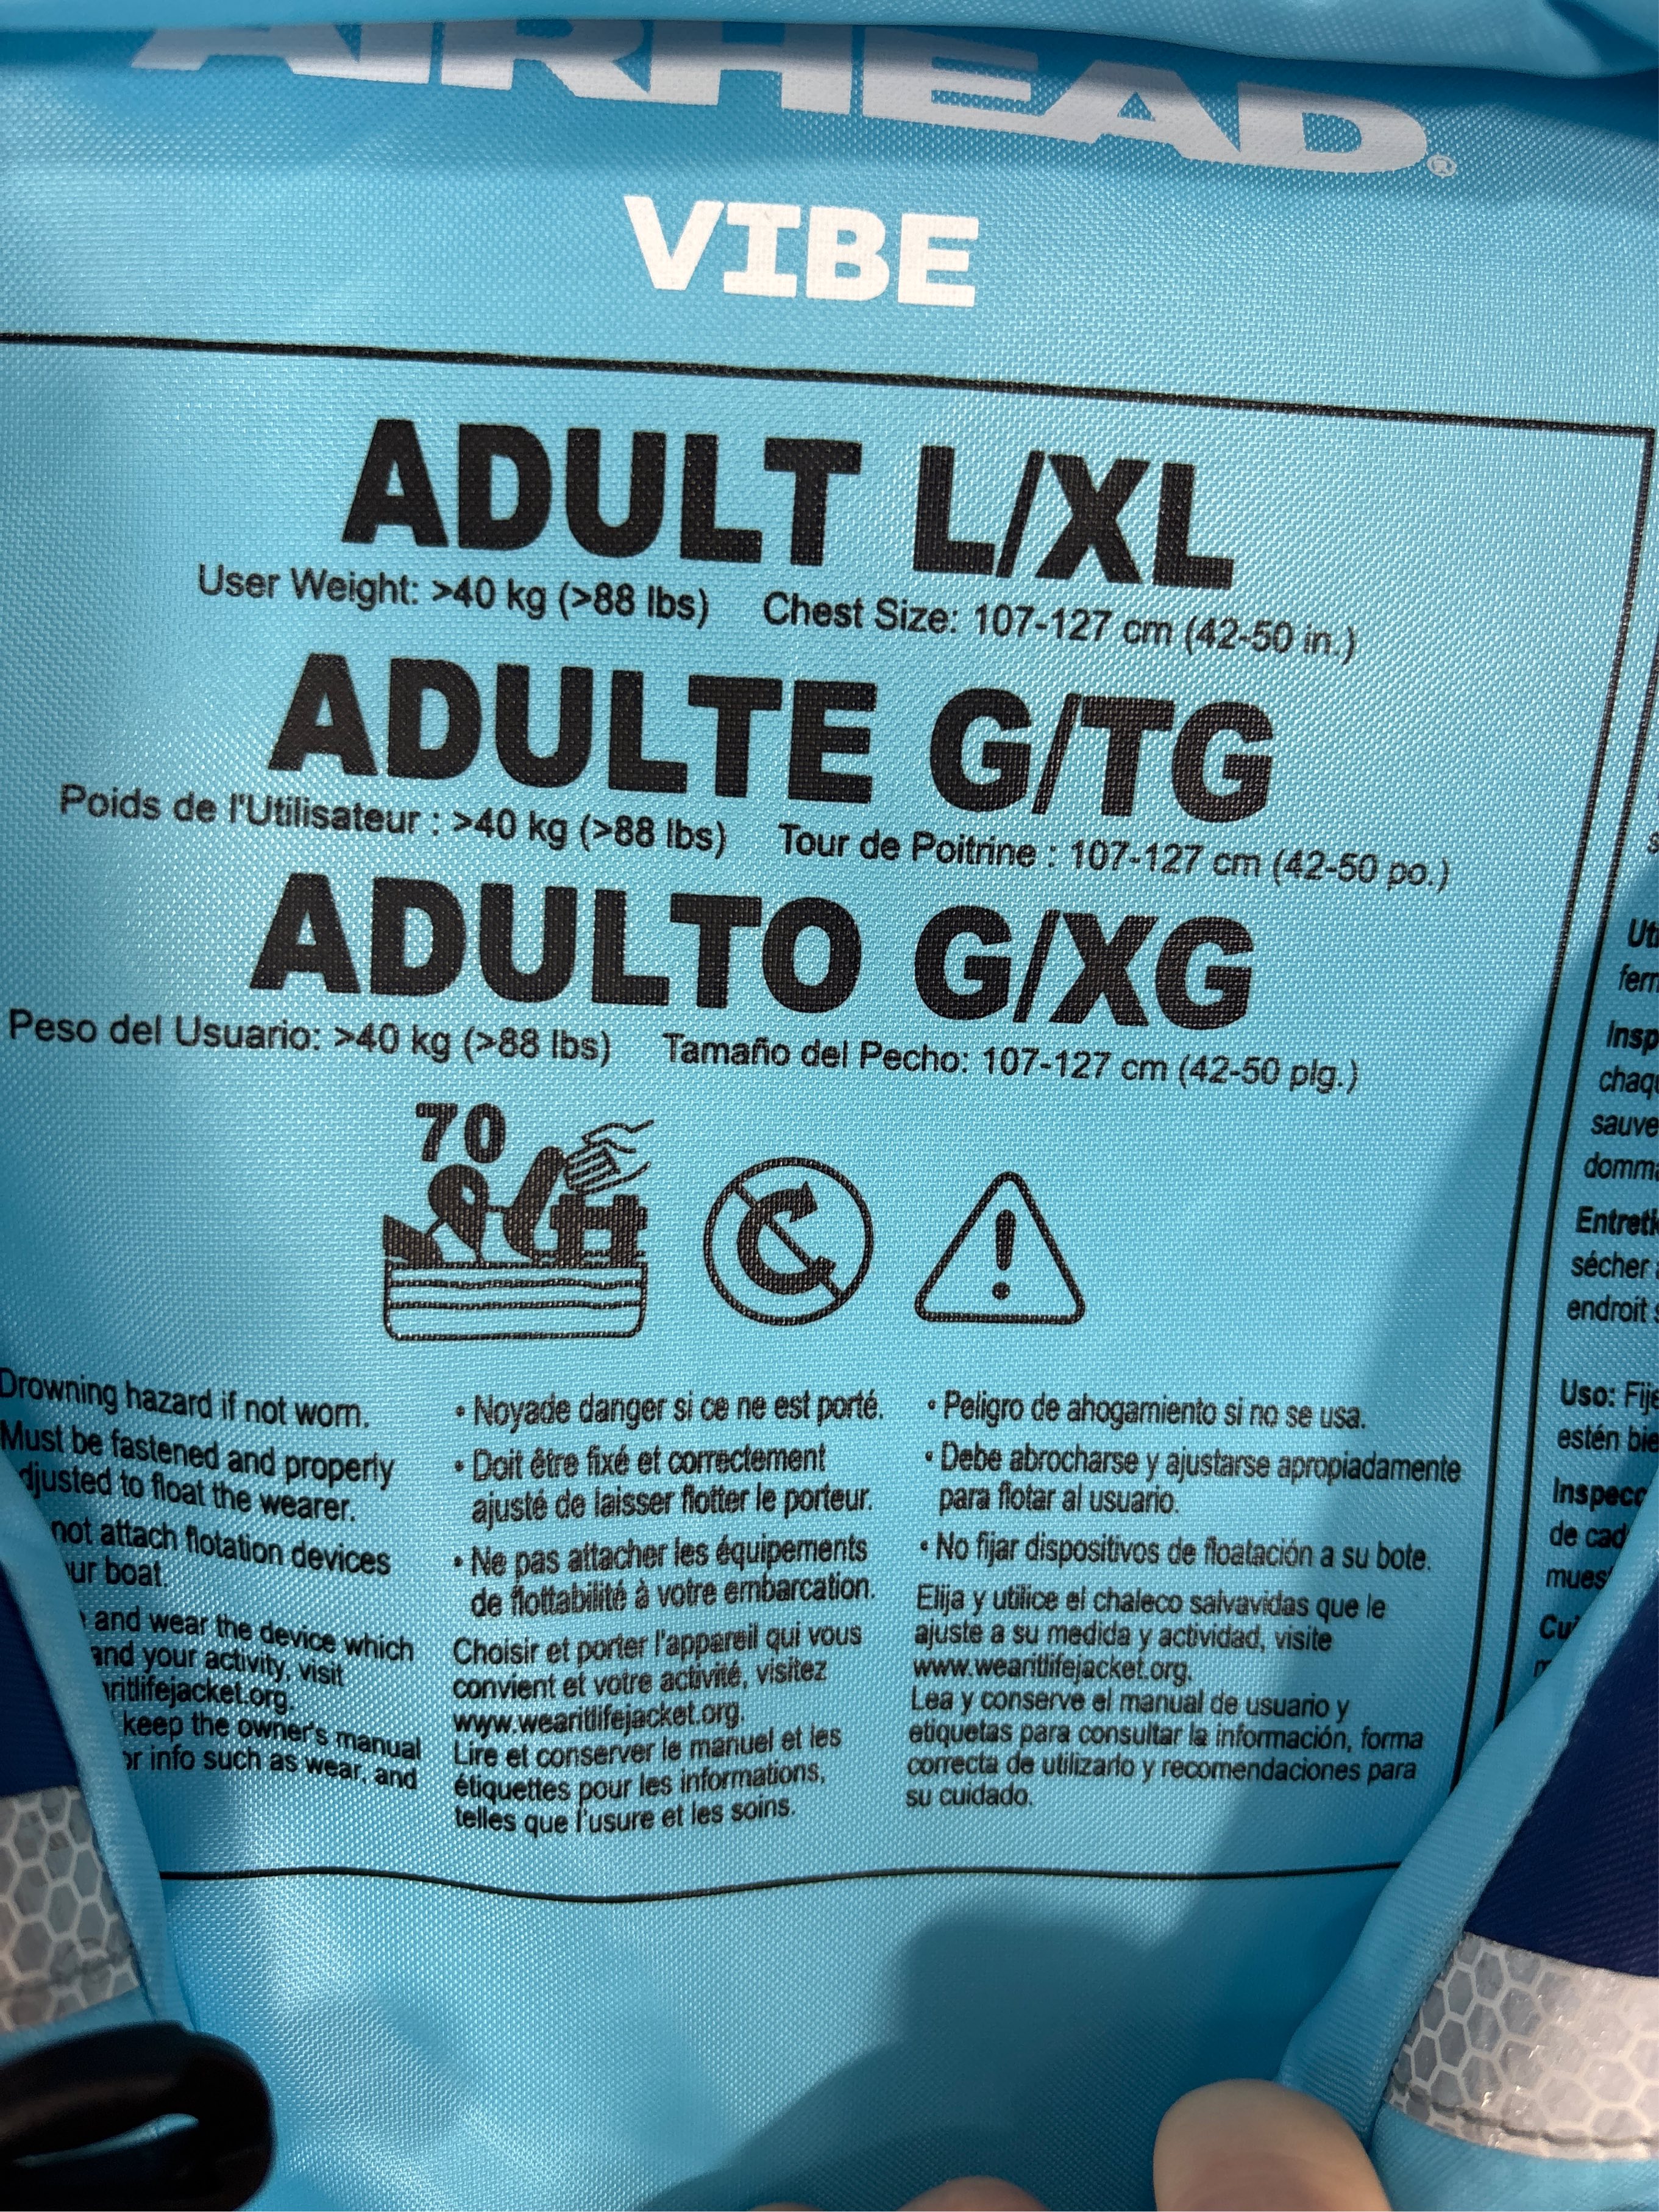 AIRHEAD®
VIBE
ADULT L/XL
User Weight: >40 kg (>88 lbs) Chest Size: 107-127 cm (42-50 in.)
ADULTE G/TG
Poids de l'Utilisateur : >40 kg (>88 lbs) Tour de Poitrine : 107-127 cm (42-50 po.)
ADULTO G/XG
Peso del Usuario: >40 kg (>88 lbs) Tamaño del Pecho: 107-127 cm (42-50 plg.)
70
Drowning hazard if not worn.
Must be fastened and properly
djusted to float the wearer.
not attach flotation devices
ur boat.
and wear the device which
and your activity, visit
ritlifejacket.org.
keep the owner's manual
or info such as wear, and
• Noyade danger si ce ne est porté.
• Doit être fixé et correctement
ajusté de laisser flotter le porteur.
• Ne pas attacher les équipements
de flottabilité à votre embarcation.
Choisir et porter l'appareil qui vous
convient et votre activité, visitez
www.wearitlifejacket.org.
Lire et conserver le manuel et les
étiquettes pour les informations,
telles que l'usure et les soins.
• Peligro de ahogamiento si no se usa.
• Debe abrocharse y ajustarse apropiadamente
para flotar al usuario.
• No fijar dispositivos de floatación a su bote.
Elija y utilice el chaleco salvavidas que le
ajuste a su medida y actividad, visite
www.wearitlifejacket.org.
Lea y conserve el manual de usuario y
etiquetas para consultar la información, forma
correcta de utilizarlo y recomendaciones para
su cuidado.
Uti
ferm
Insp
chaq
sauve
domma
Entreti
sécher
endroit s
Uso: Fije
estén bie
Inspecc
de cad
mues
Cui